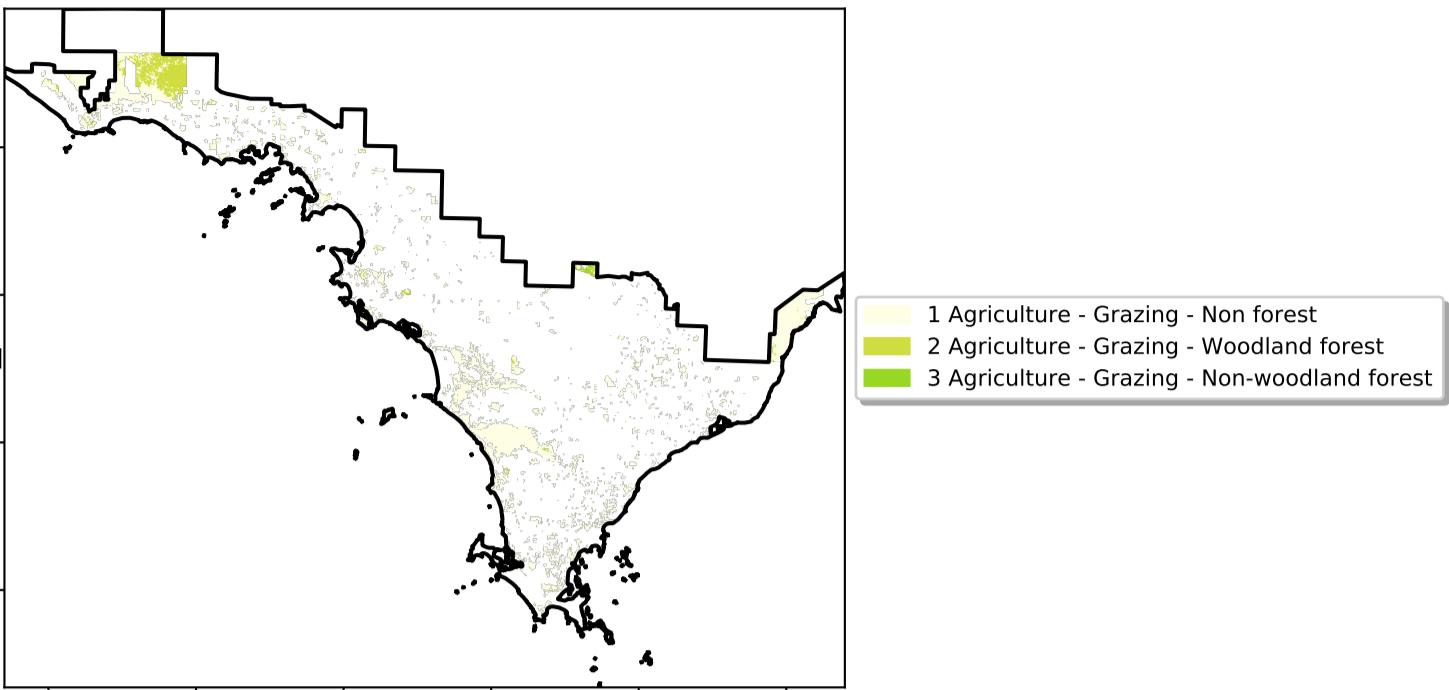 1 Agriculture - Grazing - Non forest
2 Agriculture - Grazing - Woodland forest
3 Agriculture - Grazing - Non-woodland forest